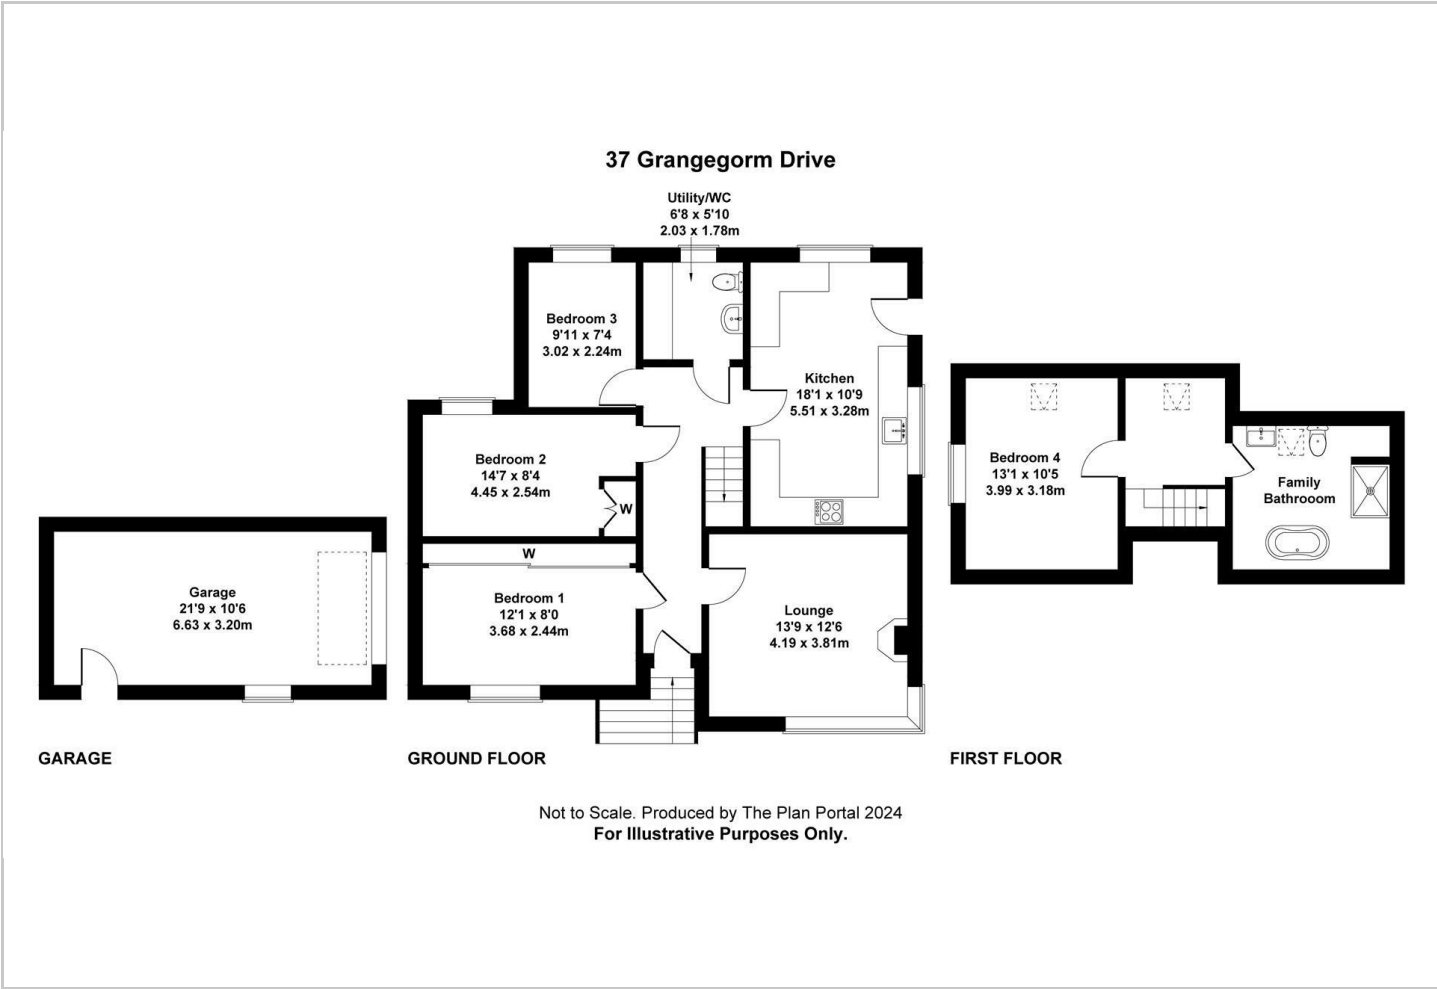 37 Grangegorm Drive
Utility/WC
6'8 x 5'10
2.03 x 1.78m
Bedroom 3
9'11 x 7'4
3.02 x 2.24m
Kitchen
18'1 x 10'9
5.51 x 3.28m
Bedroom 2
14'7 x 8'4
4.45 x 2.54m
W
W
Bedroom 1
12'1 x 8'0
3.68 x 2.44m
Lounge
13'9 x 12'6
4.19 x 3.81m
Bedroom 4
13'1 x 10'5
3.99 x 3.18m
Family
Bathrooom
Garage
21'9 x 10'6
6.63 x 3.20m
GARAGE
GROUND FLOOR
FIRST FLOOR
Not to Scale. Produced by The Plan Portal 2024
For Illustrative Purposes Only.